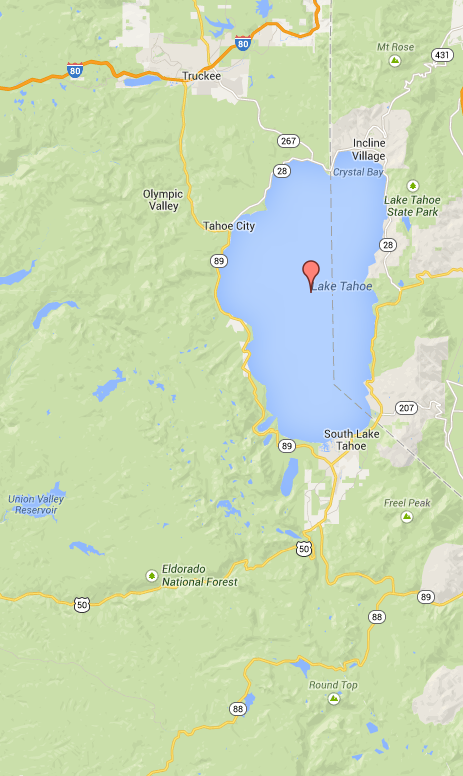 Mt Rose
80
431
80
Truckee
267
Incline
Village
28
Crystal Bay
Olympic
Valley
Lake Tahoe
State Park
Tahoe City
28
89
Lake Tahoe
207
South Lake
Tahoe
89
Union Valley
Reservoir
Freel Peak
50
Eldorado
National Forest
50
89
88
Round Top
88